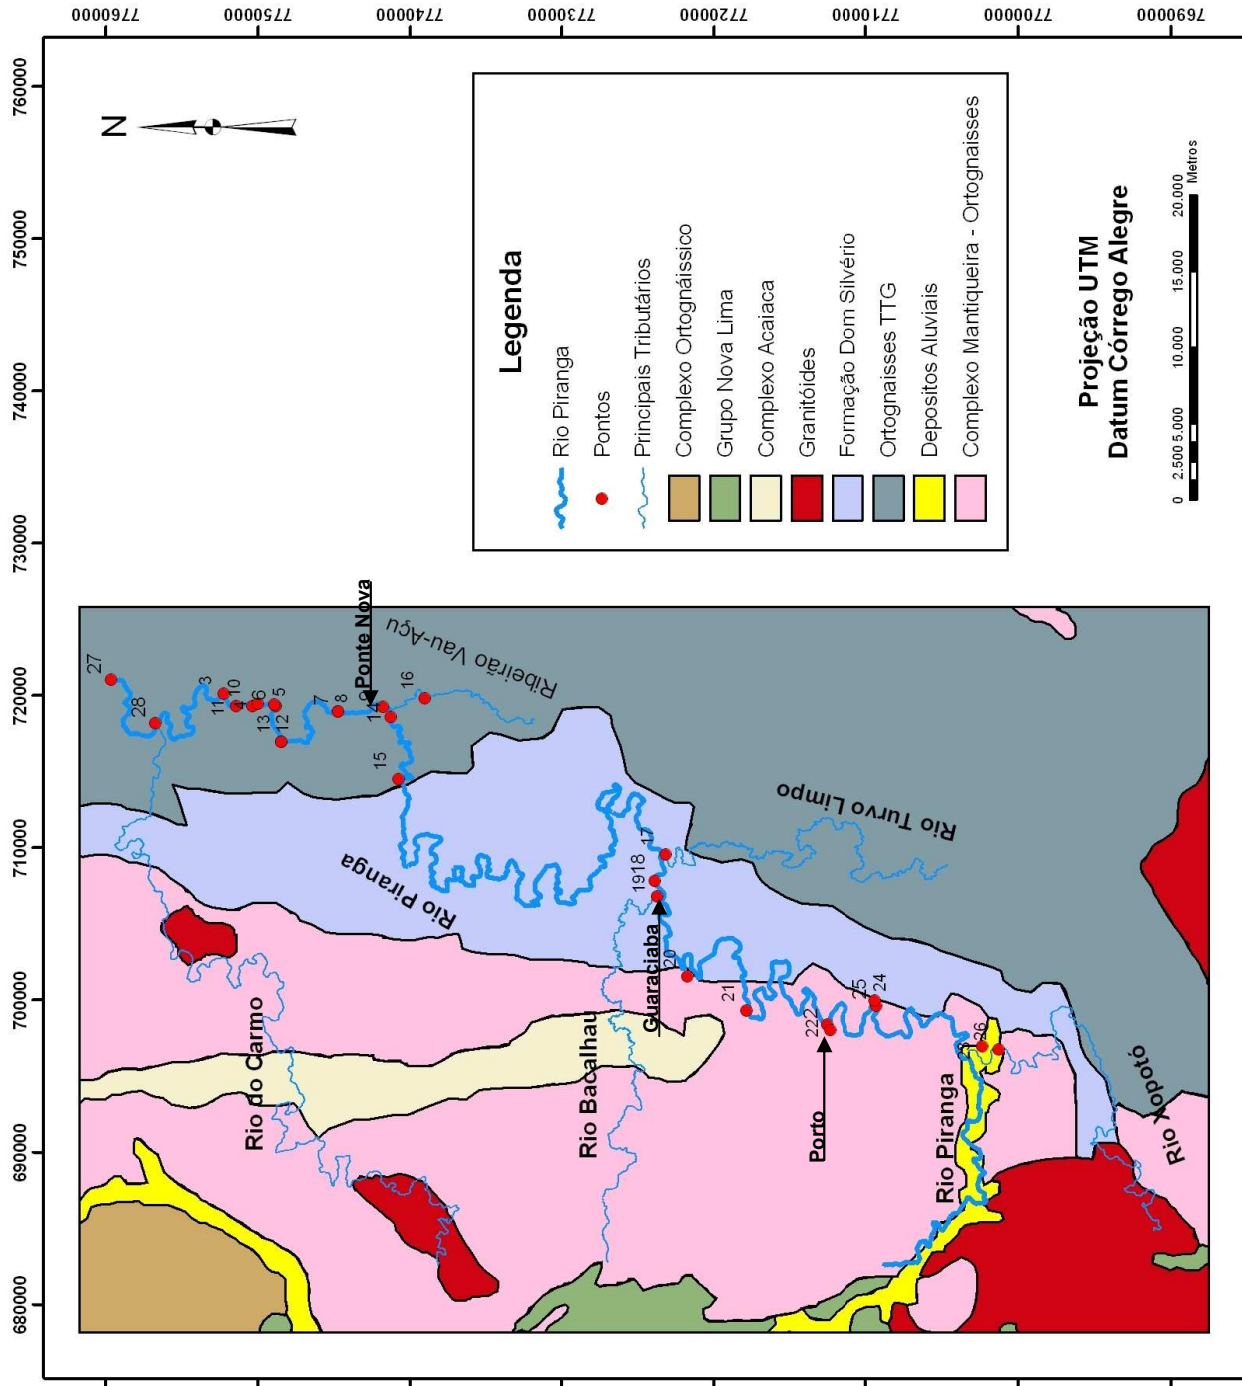 7760000
7750000
7740000
7730000
7720000
7710000
7700000
7690000
760000
750000
740000
730000
720000
710000
700000
690000
680000
N
Legenda
Rio Piranga
Pontos
Principais Tributários
Complexo Ortognáissico
Grupo Nova Lima
Complexo Acaiaca
Granitóides
Formação Dom Silvério
Ortognaisses TTG
Depositos Aluviais
Complexo Mantiqueira - Ortognaisses
Projeção UTM
Datum Córrego Alegre
0 2.500 5.000 10.000 15.000 20.000
Metros
27
28
3
10
11
4
6
13
5
12
7
8
Ponte Nova
14
16
15
Ribeirão Vau-Açu
Rio Turvo Limpo
Rio Piranga
17
1918
20
Guaraciaba
21
222
25
24
26
Rio do Carmo
Rio Bacalhau
Porto
Rio Piranga
Rio Xopotó